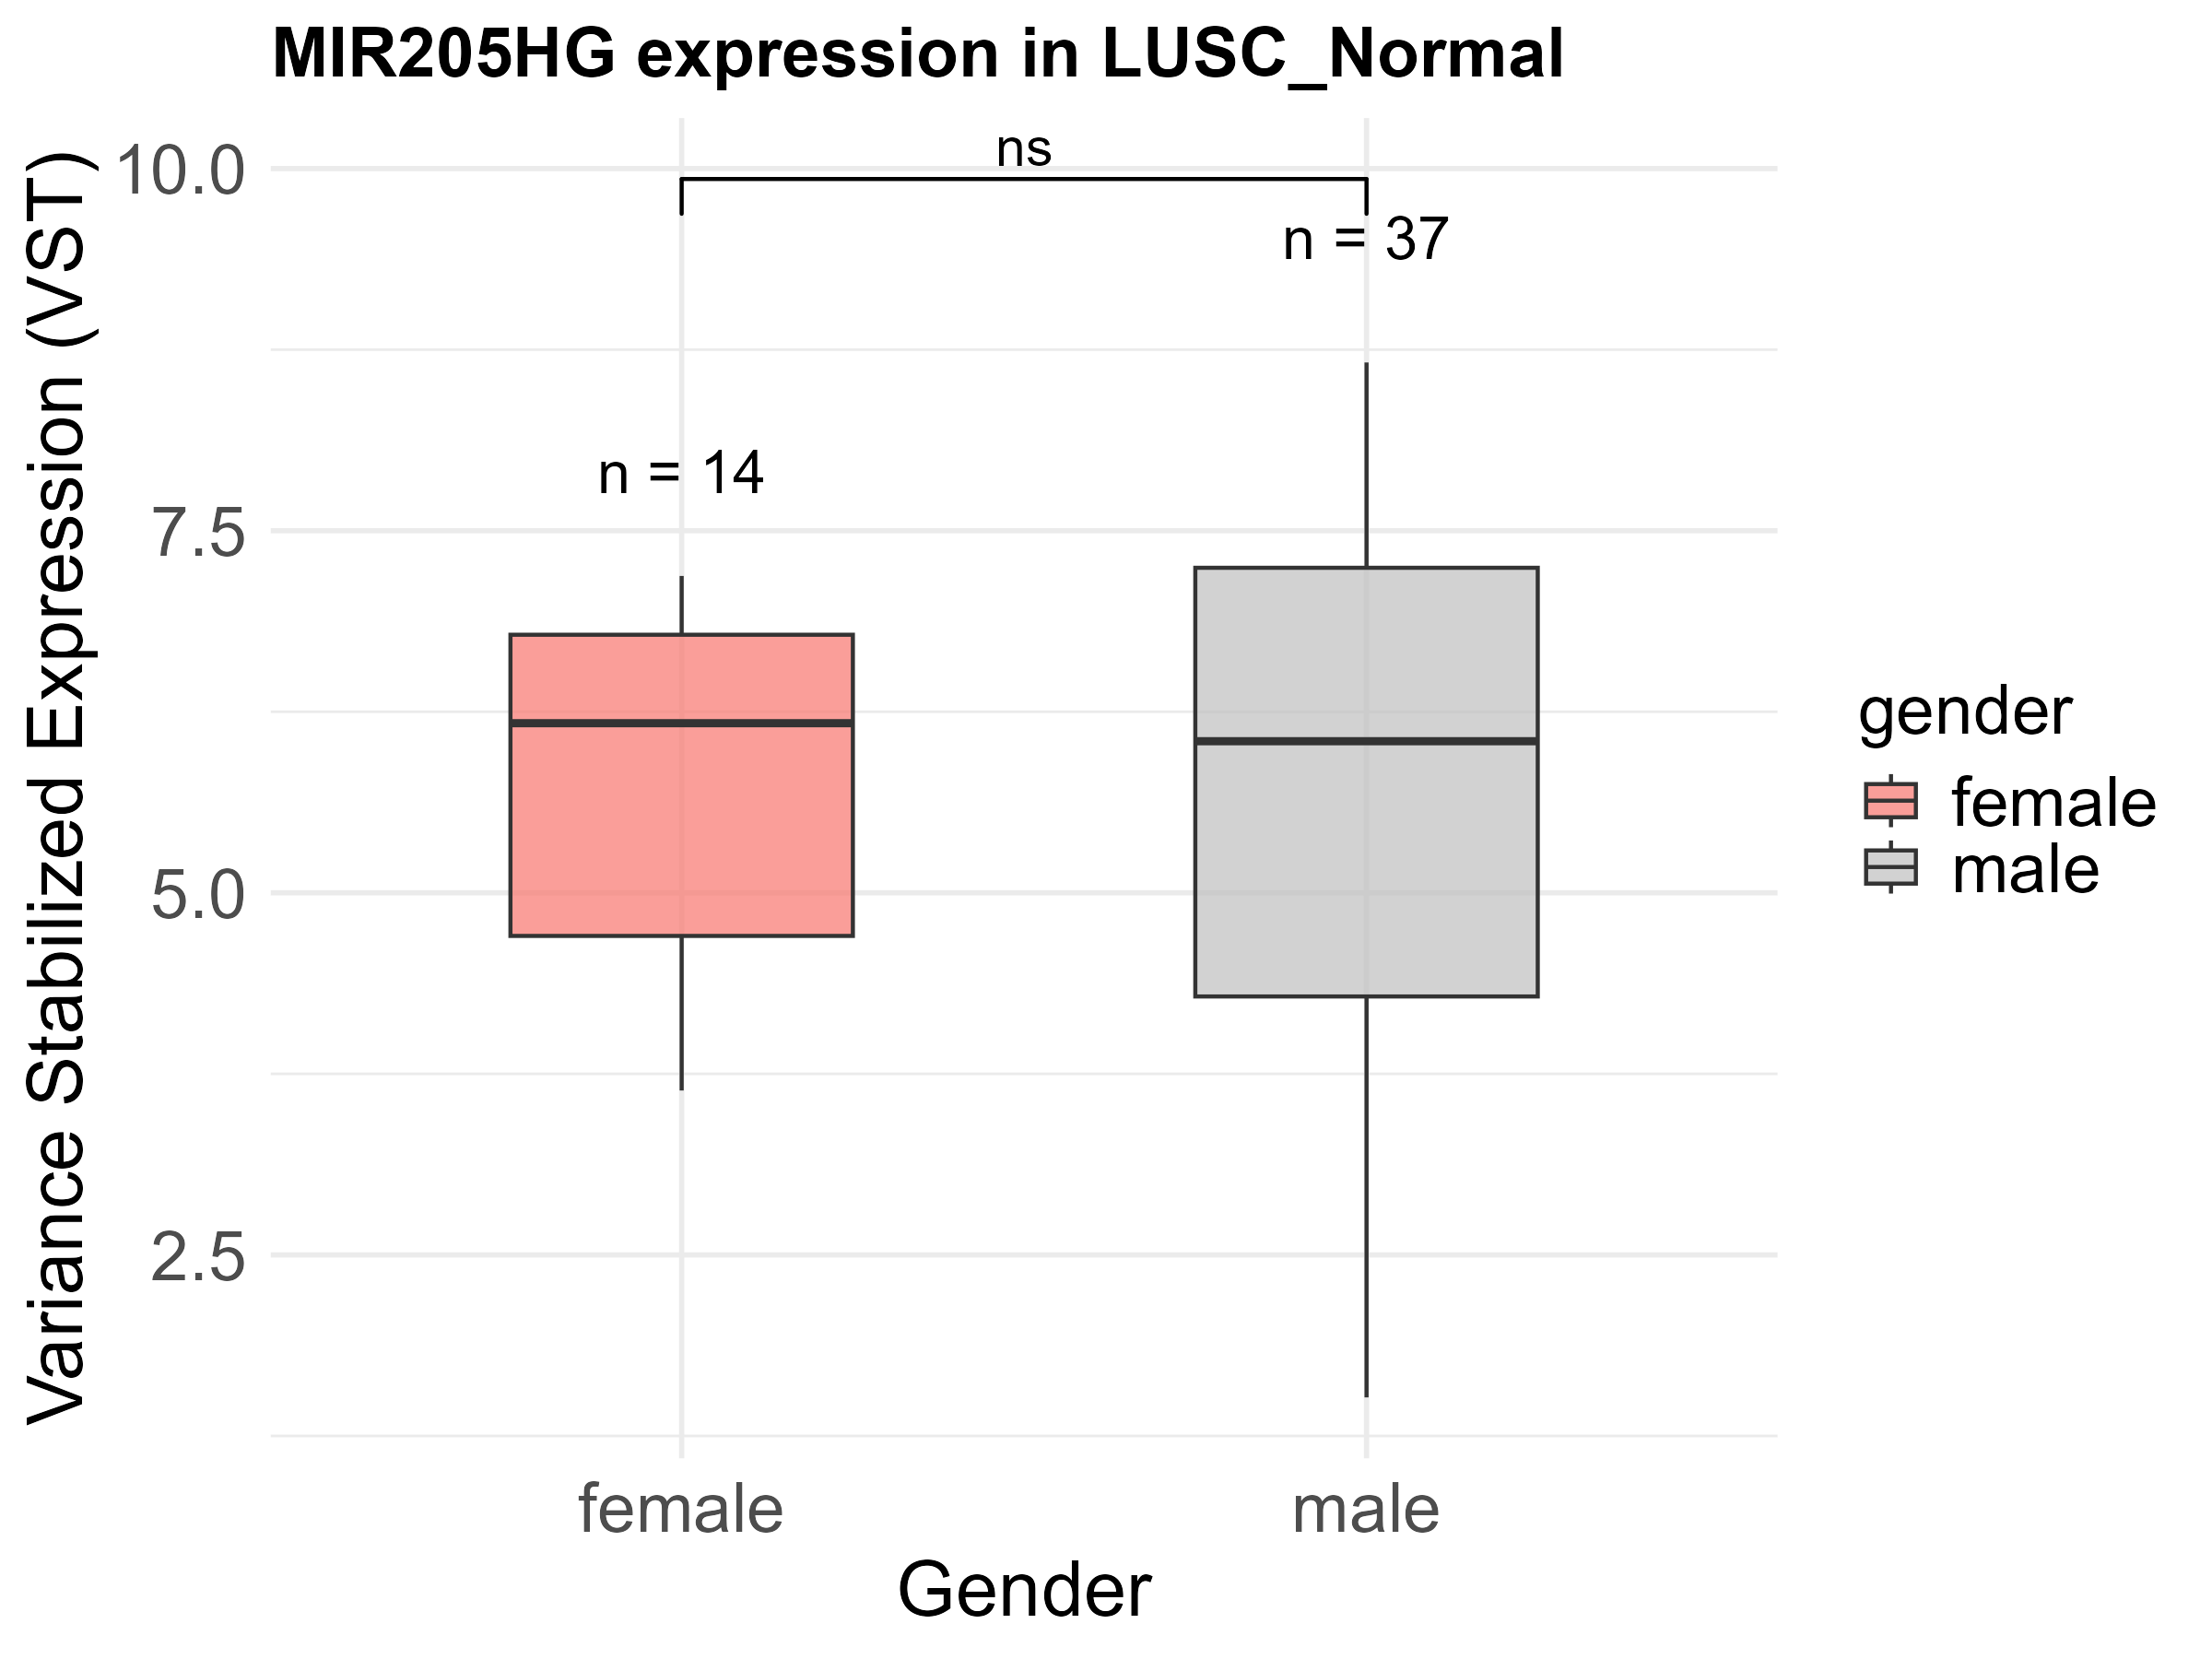 MIR205HG expression in LUSC_Normal
Variance Stabilized Expression (VST)
10.0
7.5
5.0
2.5
ns
n = 37
n = 14
female
male
Gender
gender
female
male